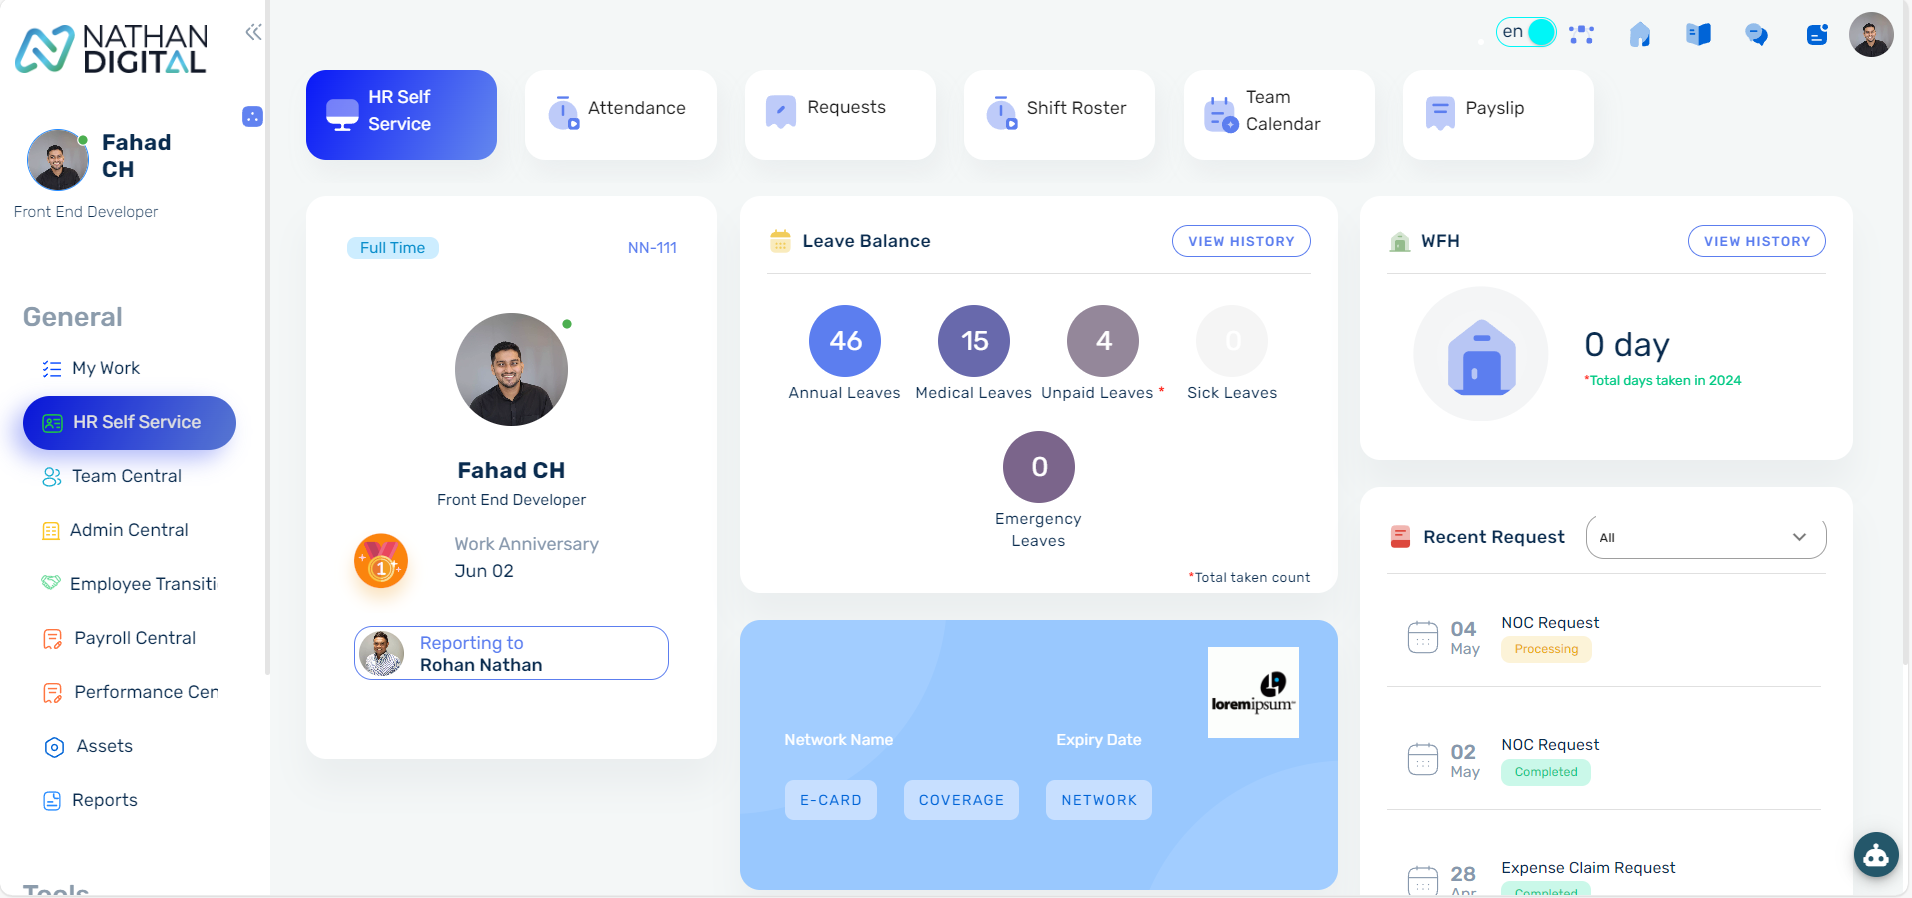 NATHAN
DIGITAL
Fahad
CH
Front End Developer
General
My Work
HR Self Service
Team Central
Admin Central
Employee Transiti
Payroll Central
Performance Cen
Assets
Reports
Tools
en
HR Self
Service
Attendance
Requests
Shift Roster
Team
Calendar
Payslip
Full Time
NN-111
Fahad CH
Front End Developer
1
Work Anniversary
Jun 02
Reporting to
Rohan Nathan
Leave Balance
VIEW HISTORY
46
15
4
0
Annual Leaves
Medical Leaves
Unpaid Leaves *
Sick Leaves
0
Emergency
Leaves
*Total taken count
loremipsum™
Network Name
Expiry Date
E-CARD
COVERAGE
NETWORK
WFH
VIEW HISTORY
0 day
*Total days taken in 2024
Recent Request
All
04
May
NOC Request
Processing
02
May
NOC Request
Completed
28
Apr
Expense Claim Request
Completed